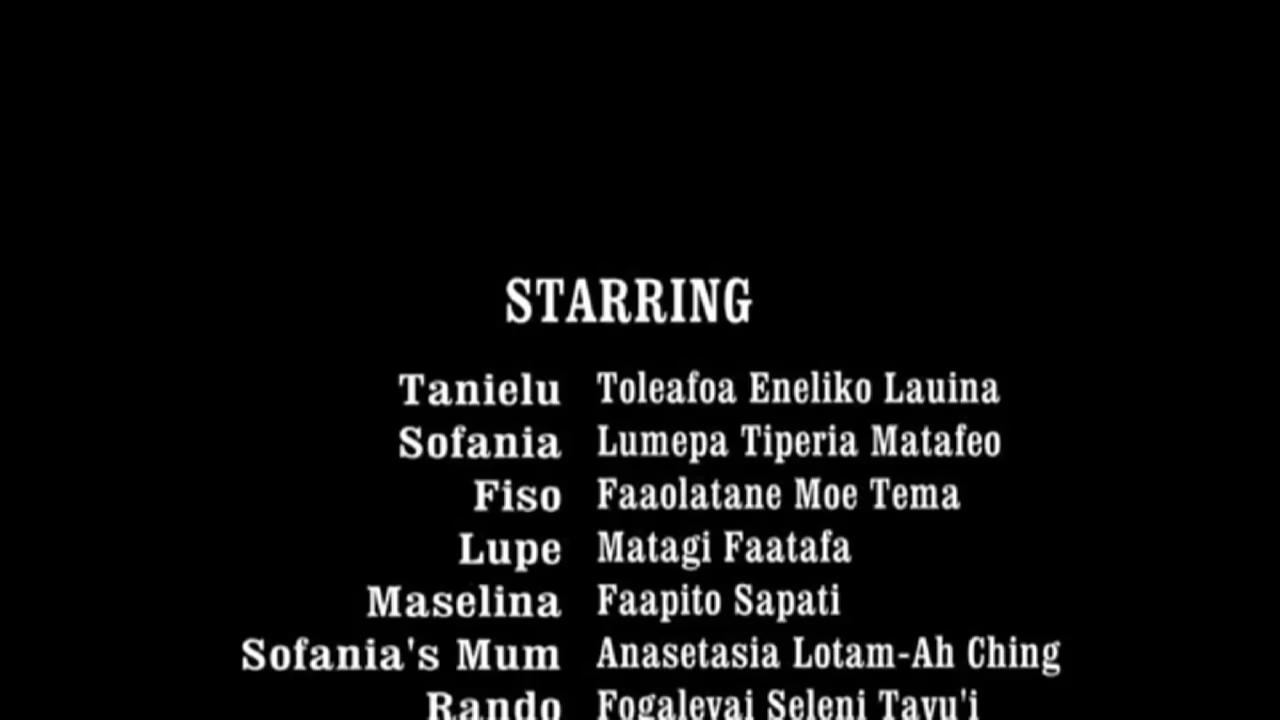 STARRING
Tanielu Toleafoa Eneliko Lauina
Sofania Lumepa Tiperia Matafeo
Fiso Faaolatane Moe Tema
Lupe Matagi Faatafa
Maselina Faapito Sapati
Sofania's Mum Anasetasia Lotam-Ah Ching
Rando Fogalevai Seleni Tavu'i